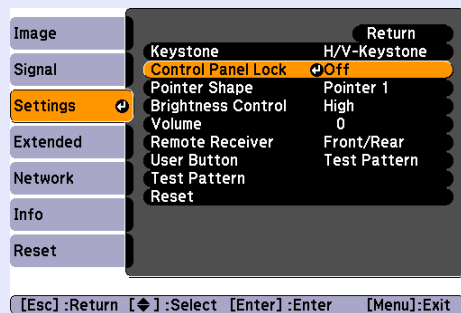 Image
Signal
Settings
Extended
Network
Info
Reset
Return
Keystone H/V-Keystone
Control Panel Lock Off
Pointer Shape Pointer 1
Brightness Control High
Volume 0
Remote Receiver Front/Rear
User Button Test Pattern
Test Pattern
Reset
[Esc] :Return [◆] :Select [Enter] :Enter [Menu]:Exit